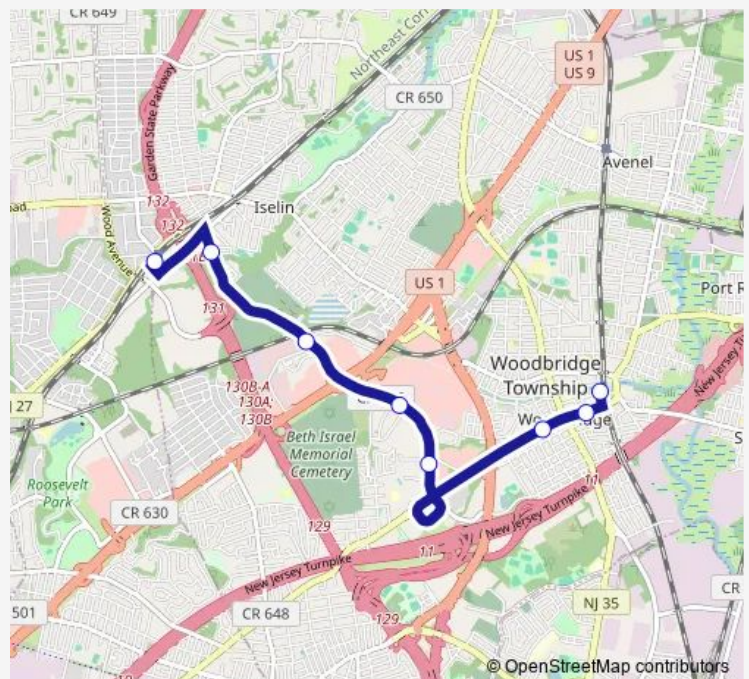 CR 649
Northeast Cor
US 1
US 9
CR 650
Garden State Parkway
Avenel
132
Iselin
132
Wood Avenue
131
US 1
Port R
Woodbridge
Township
New Jersey Tu
130B-A
130A;
130B
27
Beth Israel
Memorial
Cemetery
Roosevelt
Park
11
CR 630
129
New Jersey Turnpike
11
New Jersey Turnpike
CR
501
CR 648
NJ 35
129
© OpenStreetMap contributors